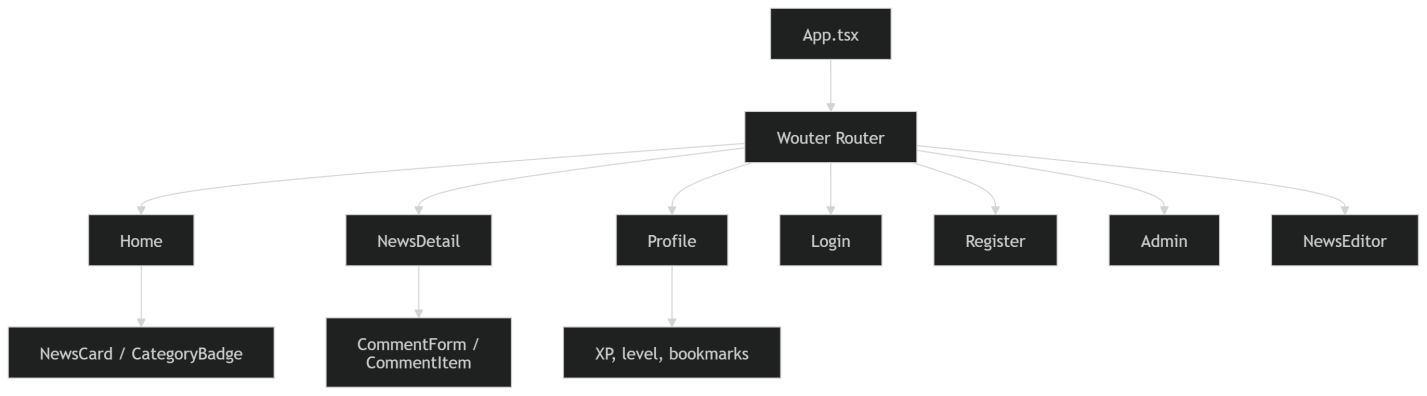 App.tsx
Wouter Router
Home
NewsDetail
Profile
Login
Register
Admin
NewsEditor
NewsCard / CategoryBadge
CommentForm /
CommentItem
XP, level, bookmarks